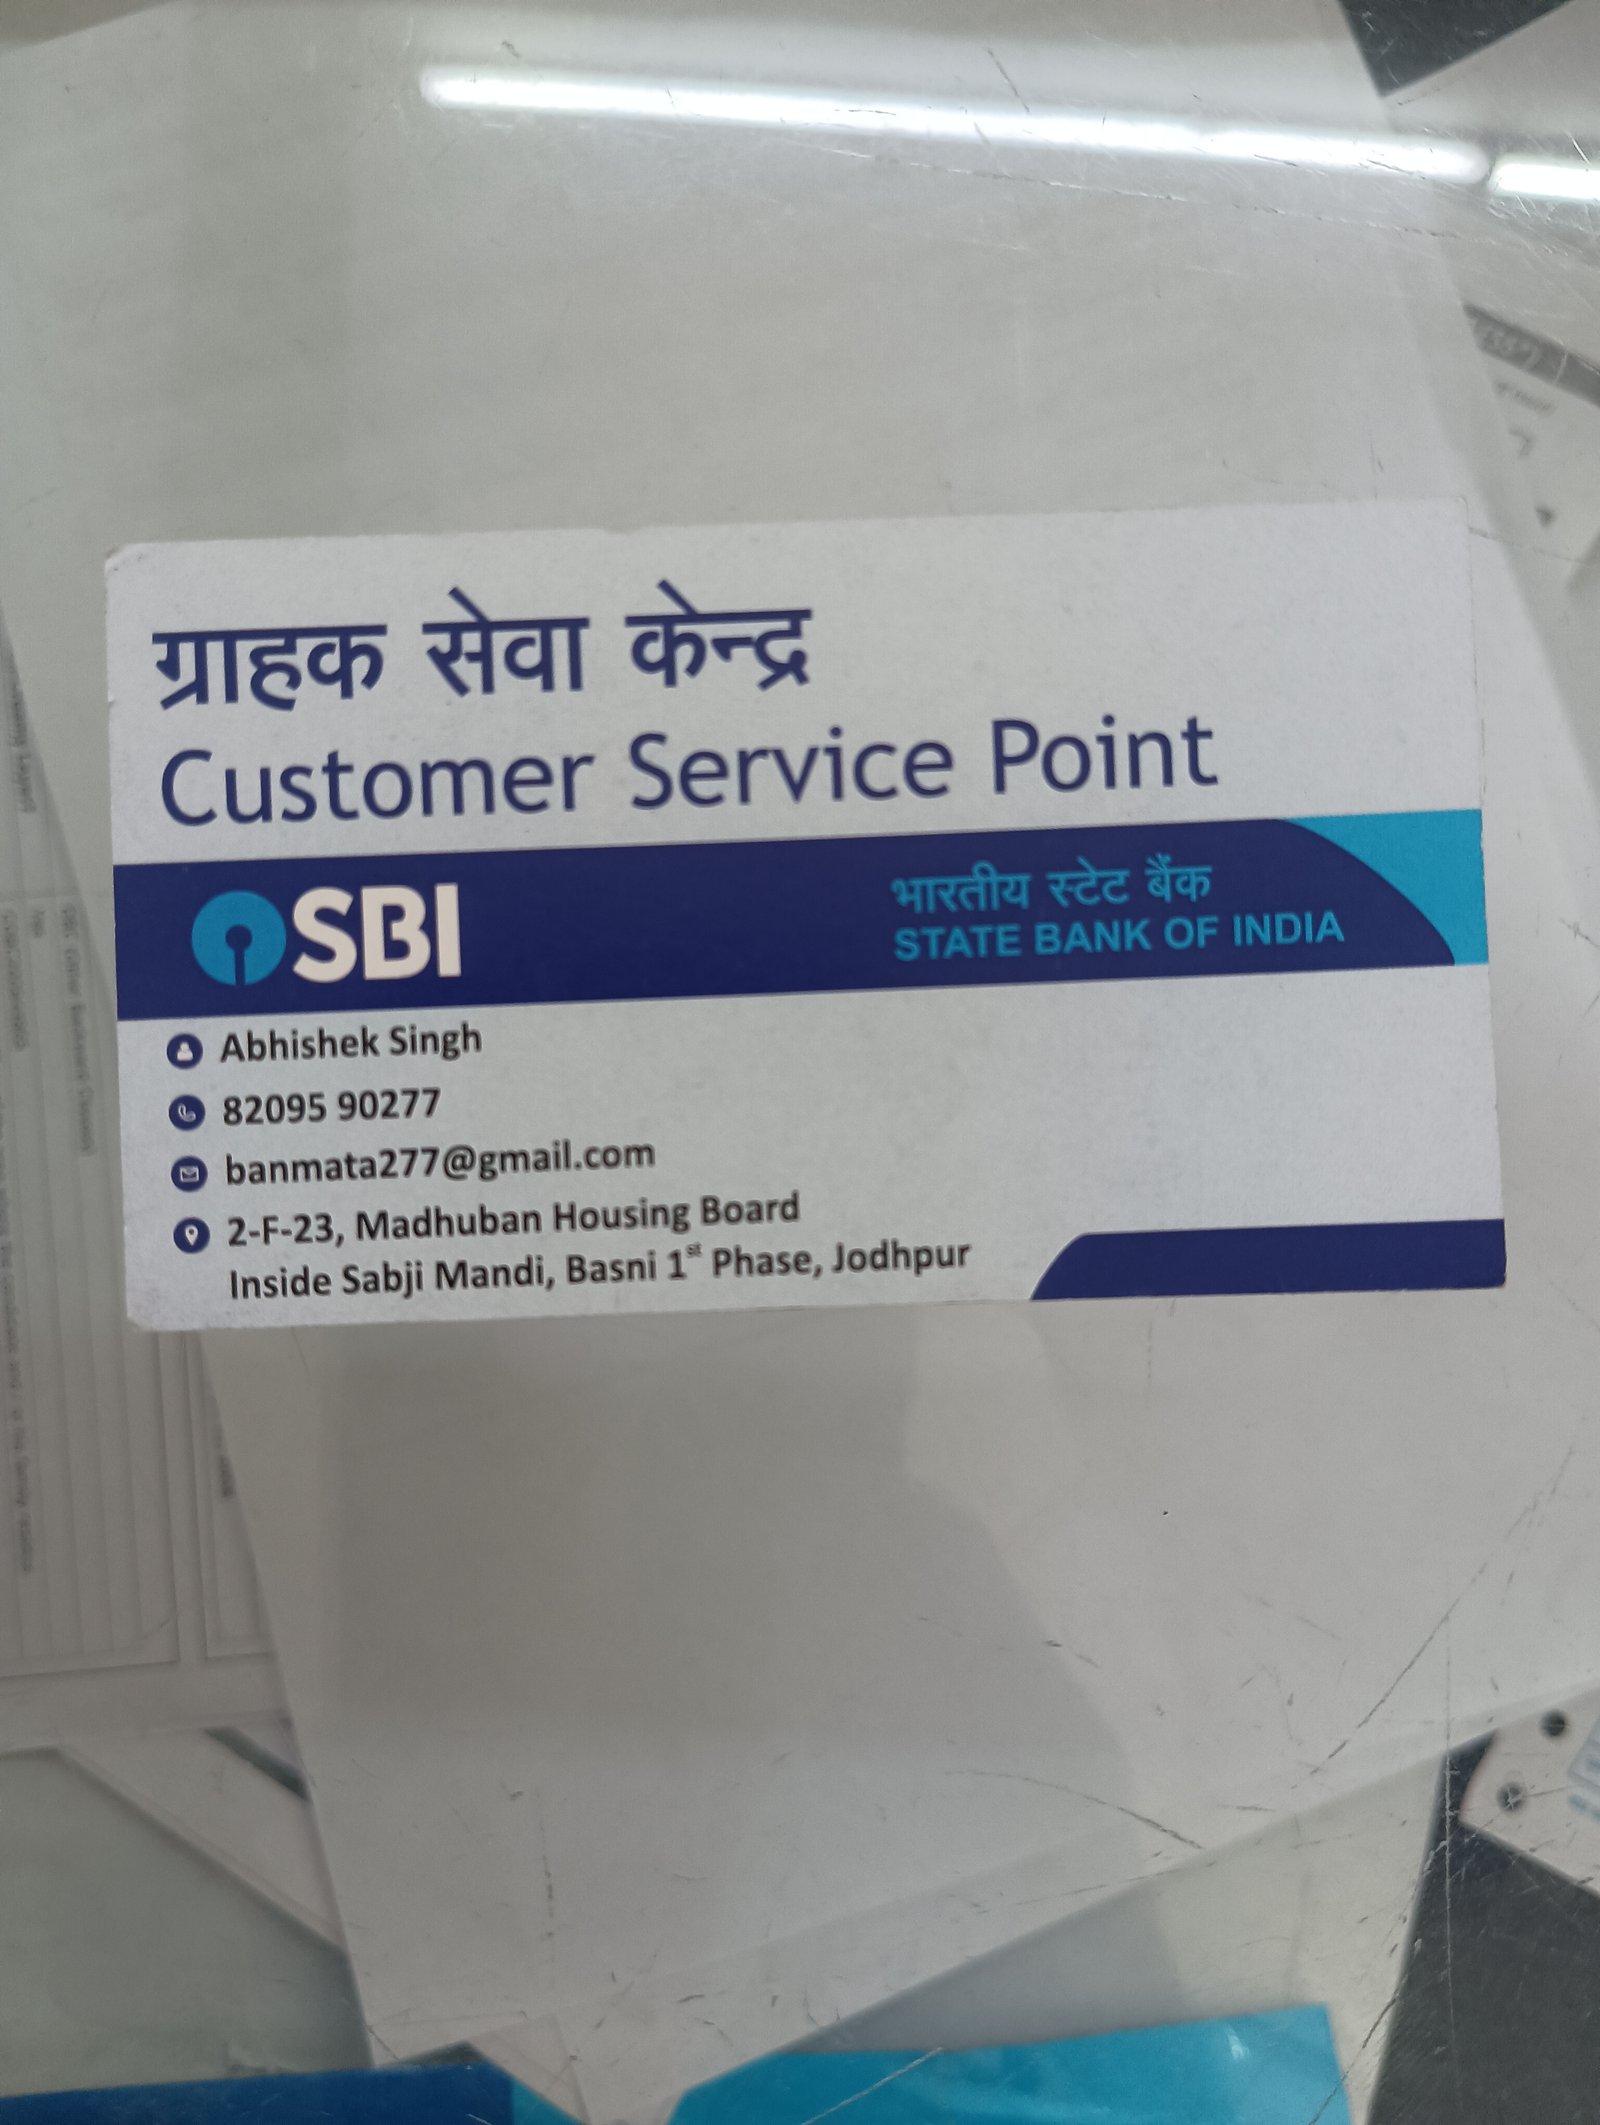 ग्राहक सेवा केन्द्र
Customer Service Point
SBI
भारतीय स्टेट बैंक
STATE BANK OF INDIA
Abhishek Singh
82095 90277
banmata277@gmail.com
2-F-23, Madhuban Housing Board
Inside Sabji Mandi, Basni 1st Phase, Jodhpur